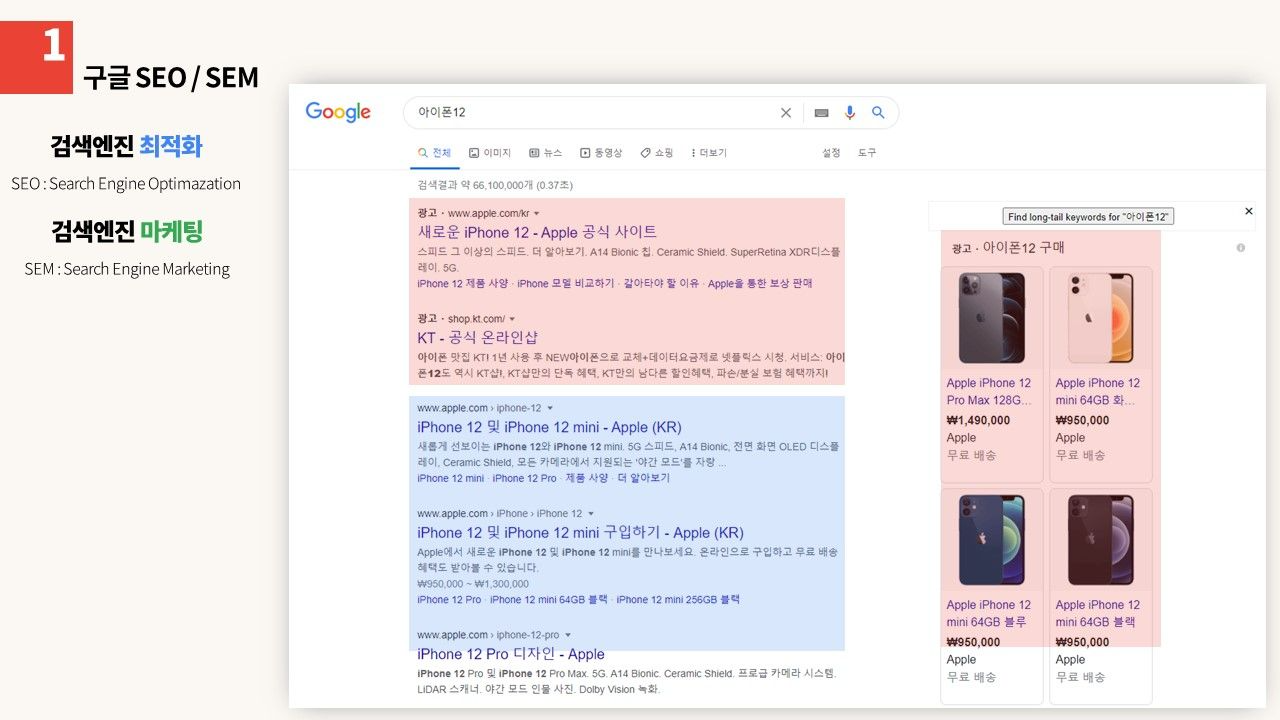 1
구글 SEO / SEM
검색엔진 최적화
SEO : Search Engine Optimazation
검색엔진 마케팅
SEM : Search Engine Marketing
Google
아이폰12
전체 이미지 뉴스 동영상 쇼핑 더보기 설정 도구
검색결과 약 66,100,000개 (0.37초)
광고 · www.apple.com/kr
새로운 iPhone 12 - Apple 공식 사이트
스피드 그 이상의 스피드. 더 알아보기. A14 Bionic 칩. Ceramic Shield. SuperRetina XDR디스플
레이. 5G.
iPhone 12 제품 사양 · iPhone 모델 비교하기 · 갈아타야 할 이유 · Apple을 통한 보상 판매
광고 · shop.kt.com/
KT - 공식 온라인샵
아이폰 맛집 KT! 1년 사용 후 NEW아이폰으로 교체+데이터요금제로 넷플릭스 시청. 서비스: 아이
폰12도 역시 KT샵!, KT샵만의 단독 혜택, KT만의 남다른 할인혜택, 파손/분실 보험 혜택까지!
www.apple.com › iphone-12
iPhone 12 및 iPhone 12 mini - Apple (KR)
새롭게 선보이는 iPhone 12와 iPhone 12 mini. 5G 스피드, A14 Bionic, 전면 화면 OLED 디스플
레이, Ceramic Shield, 모든 카메라에서 지원되는 '야간 모드'를 자랑 ...
iPhone 12 mini · iPhone 12 Pro · 제품 사양 · 더 알아보기
www.apple.com › iPhone › iPhone 12
iPhone 12 및 iPhone 12 mini 구입하기 - Apple (KR)
Apple에서 새로운 iPhone 12 및 iPhone 12 mini를 만나보세요. 온라인으로 구입하고 무료 배송
혜택도 받아볼 수 있습니다.
₩950,000 ~ ₩1,300,000
iPhone 12 Pro · iPhone 12 mini 64GB 블랙 · iPhone 12 mini 256GB 블랙
www.apple.com › iphone-12-pro
iPhone 12 Pro 디자인 - Apple
iPhone 12 Pro 및 iPhone 12 Pro Max. 5G. A14 Bionic. Ceramic Shield. 프로급 카메라 시스템.
LiDAR 스캐너. 야간 모드 인물 사진. Dolby Vision 녹화.
Find long-tail keywords for "아이폰12"
광고 · 아이폰12 구매
Apple iPhone 12
Pro Max 128G...
₩1,490,000
Apple
무료 배송
Apple iPhone 12
mini 64GB 화...
₩950,000
Apple
무료 배송
Apple iPhone 12
mini 64GB 블루
₩950,000
Apple
무료 배송
Apple iPhone 12
mini 64GB 블랙
₩950,000
Apple
무료 배송